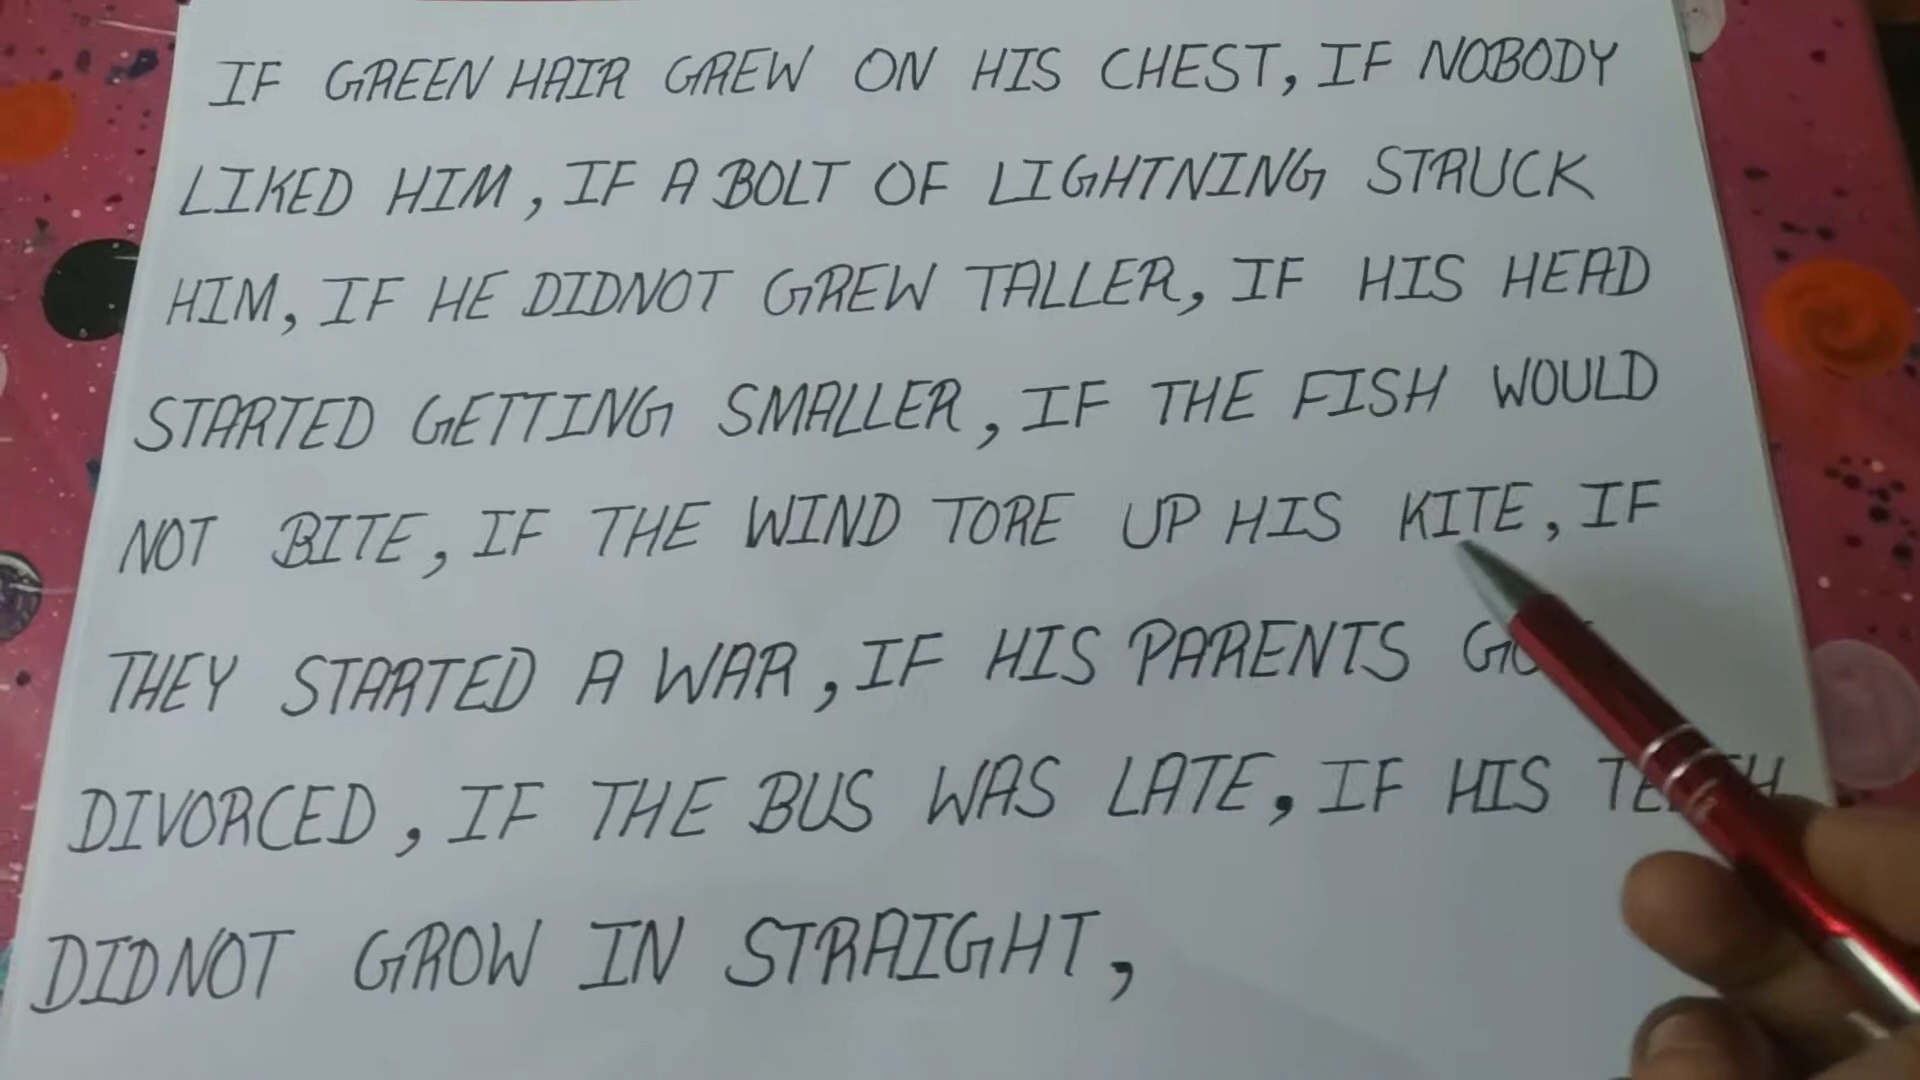 IF GREEN HAIR GREW ON HIS CHEST, IF NOBODY
LIKED HIM, IF A BOLT OF LIGHTNING STRUCK
HIM, IF HE DIDNOT GREW TALLER, IF HIS HEAD
STARTED GETTING SMALLER, IF THE FISH WOULD
NOT BITE, IF THE WIND TORE UP HIS KITE, IF
THEY STARTED A WAR, IF HIS PARENTS
DIVORCED, IF THE BUS WAS LATE, IF HIS
DIDNOT GROW IN STRAIGHT,